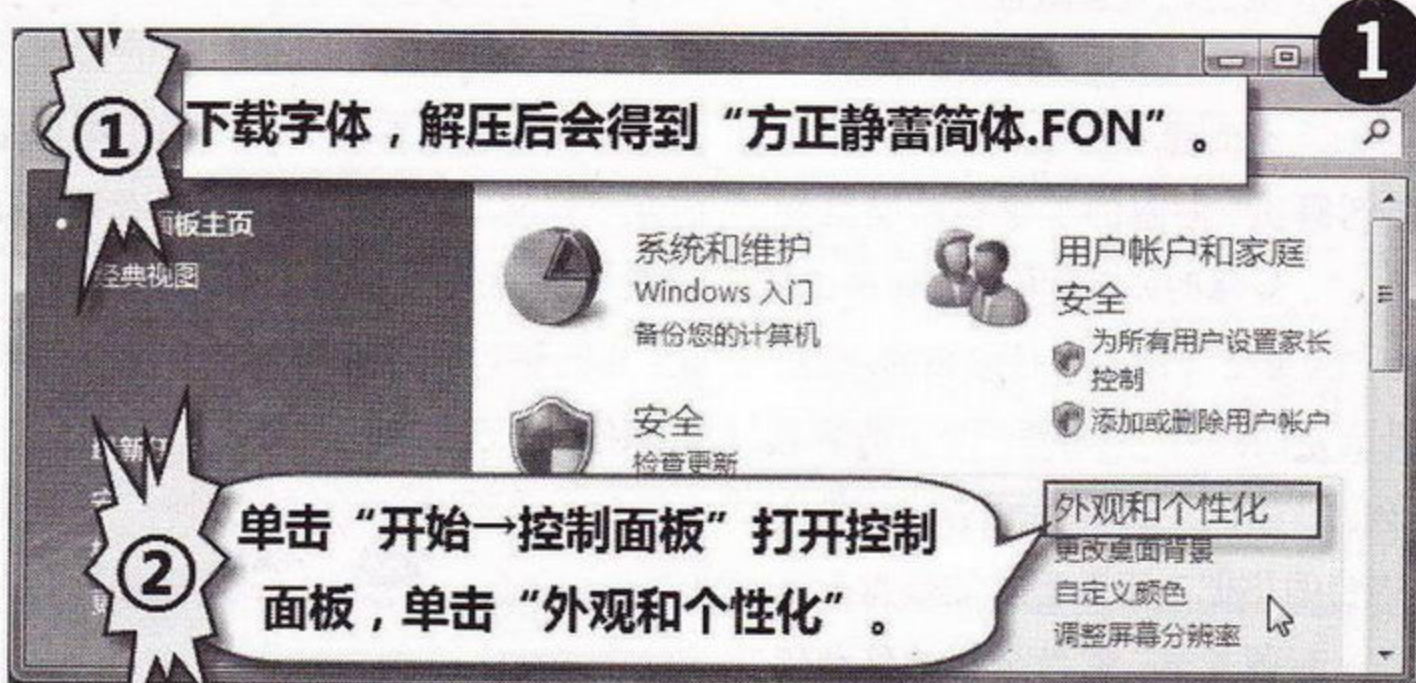 1
① 下载字体，解压后会得到“方正静蕾简体.FON”。
面板主页
经典视图
系统和维护
Windows 入门
备份您的计算机
用户帐户和家庭
安全
为所有用户设置家长
控制
添加或删除用户帐户
安全
检查更新
② 单击“开始→控制面板”打开控制
面板，单击“外观和个性化”。
外观和个性化
更改桌面背景
自定义颜色
调整屏幕分辨率